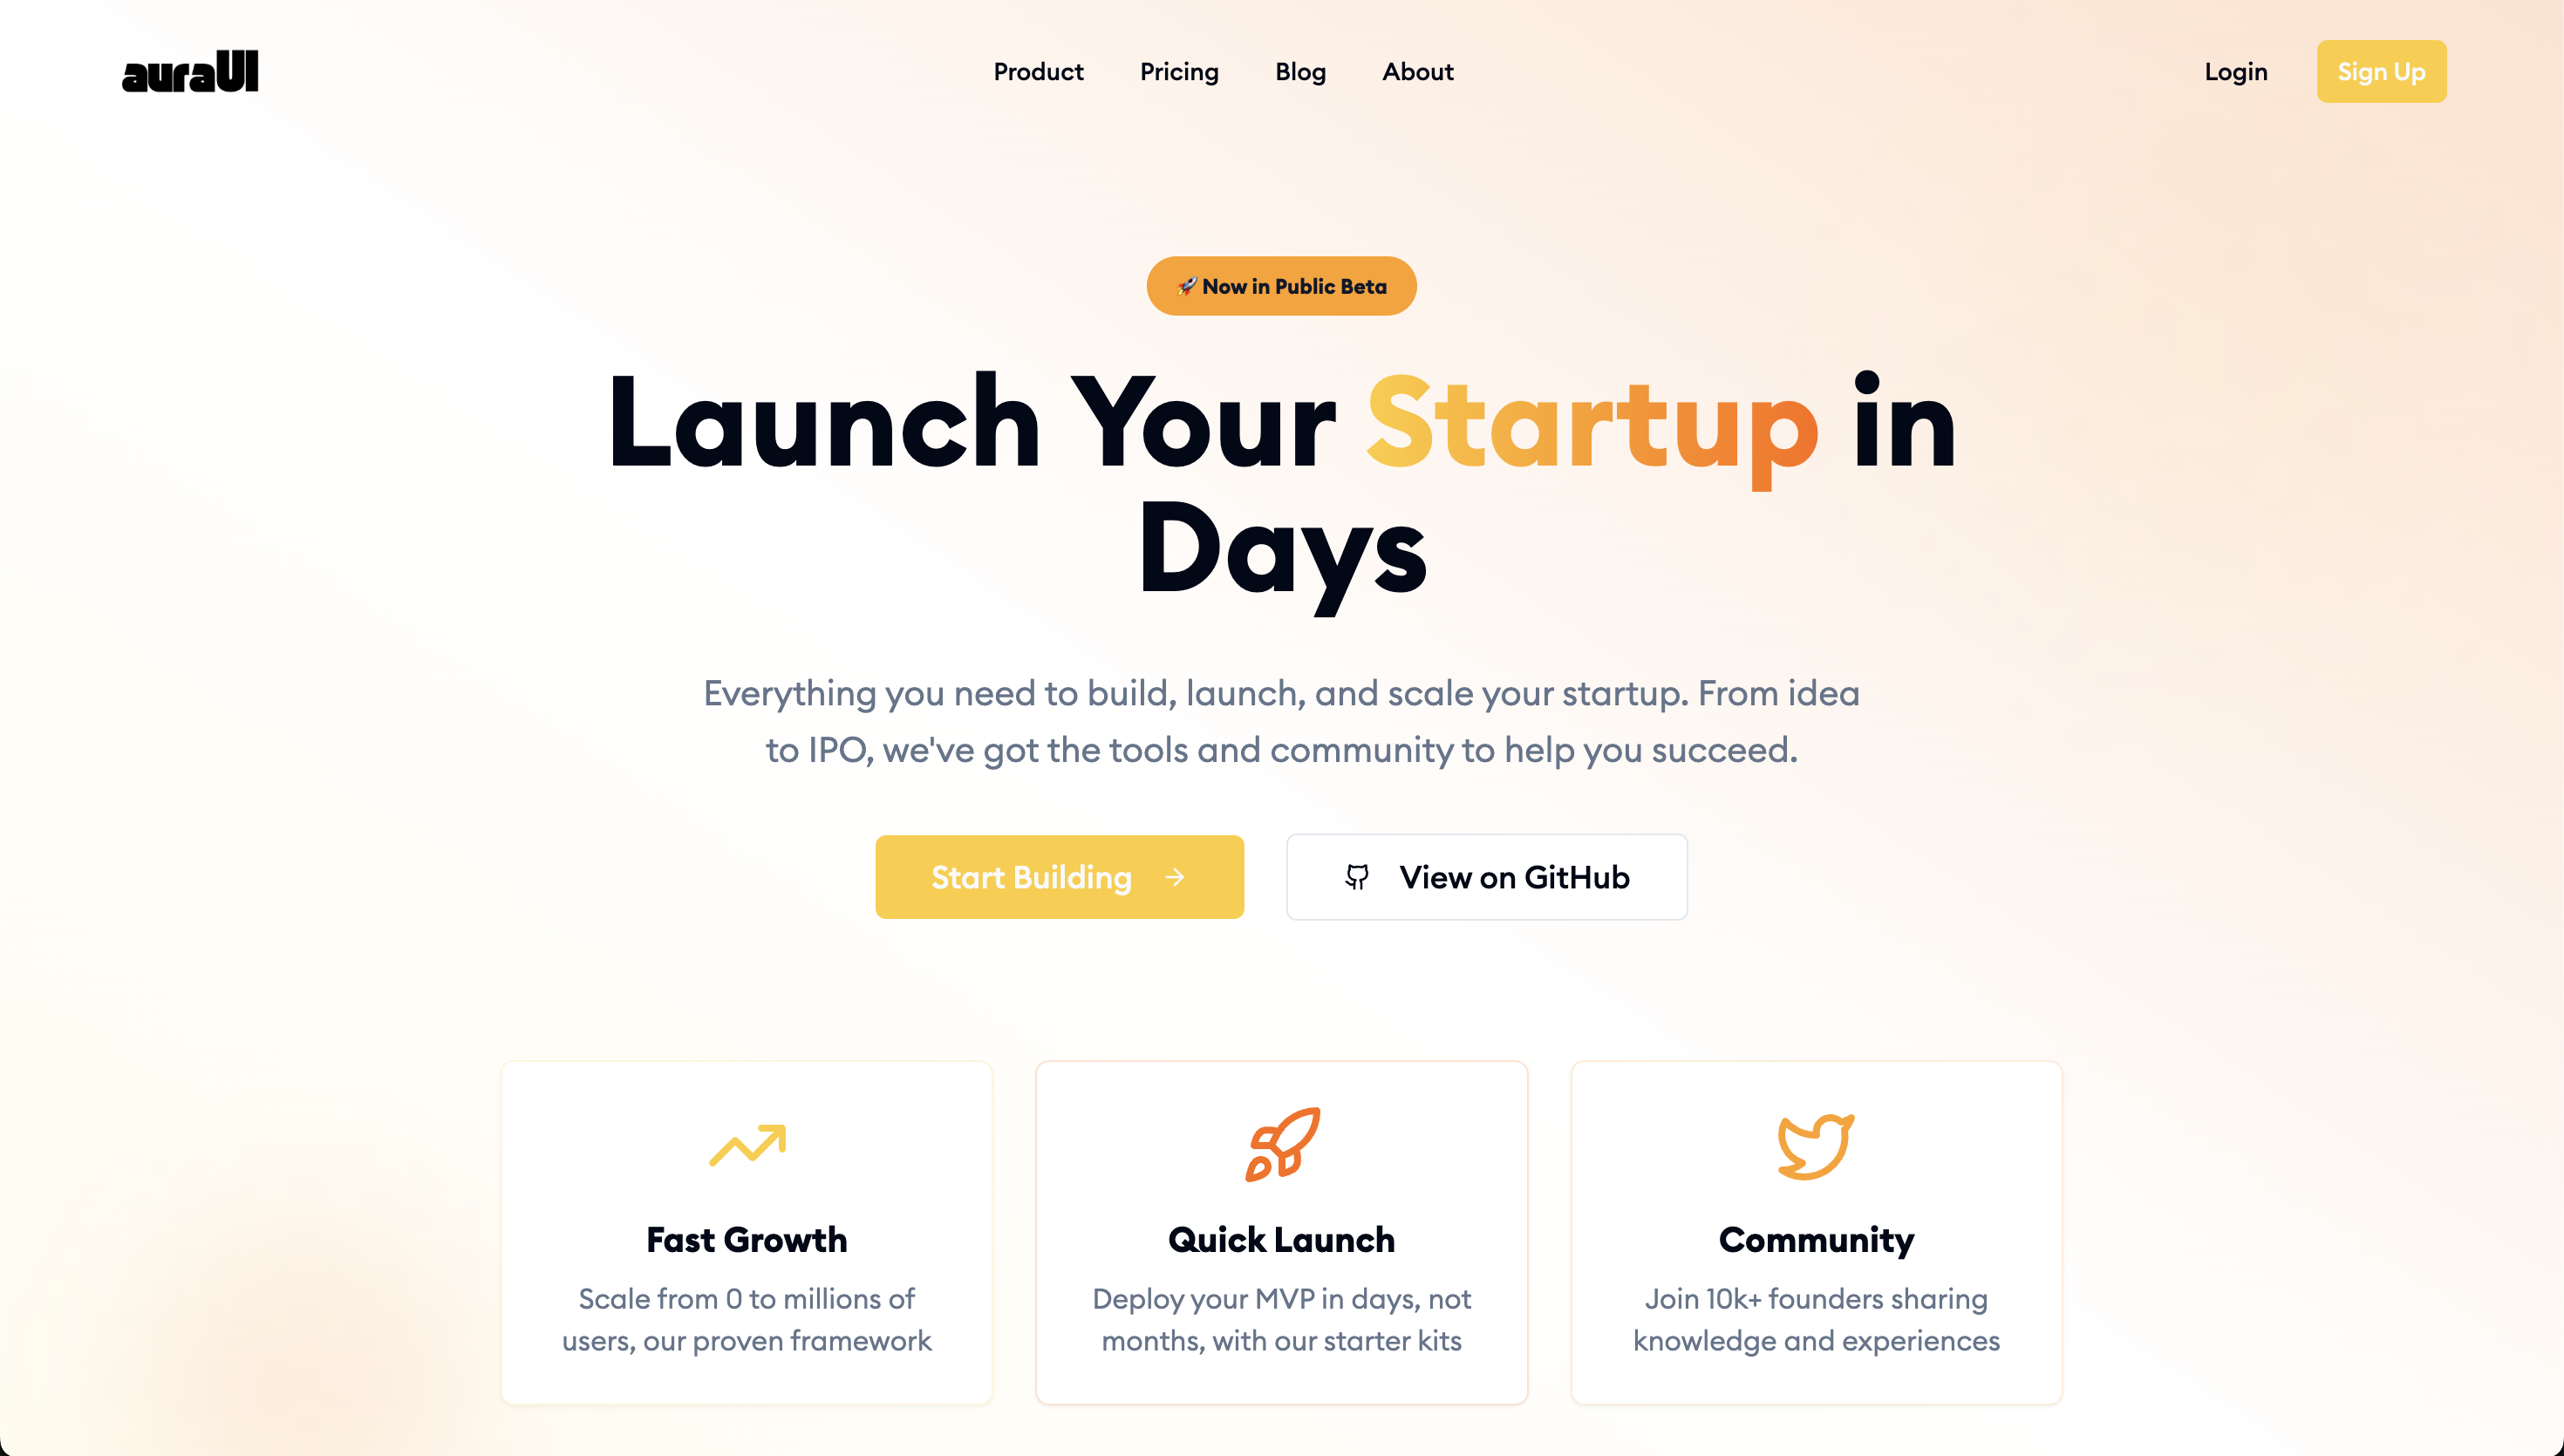 auraUI
Product
Pricing
Blog
About
Login
Sign Up
🚀 Now in Public Beta
Launch Your Startup in
Days
Everything you need to build, launch, and scale your startup. From idea
to IPO, we've got the tools and community to help you succeed.
Start Building →
View on GitHub
Fast Growth
Scale from 0 to millions of
users, our proven framework
Quick Launch
Deploy your MVP in days, not
months, with our starter kits
Community
Join 10k+ founders sharing
knowledge and experiences